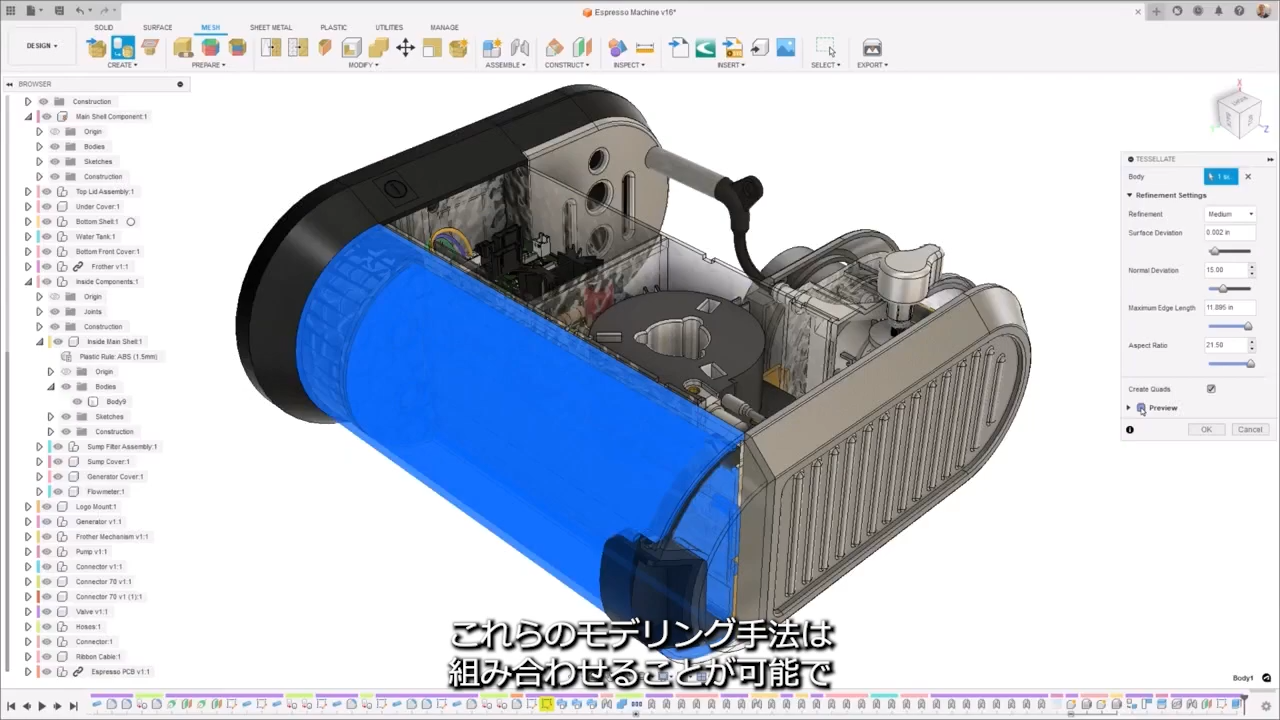 Espresso Machine v16*
DESIGN
SOLID
SURFACE
MESH
SHEET METAL
PLASTIC
UTILITIES
MANAGE
CREATE
PREPARE
MODIFY
ASSEMBLE
CONSTRUCT
INSPECT
INSERT
SELECT
EXPORT
BROWSER
Construction
Main Shell Component:1
Origin
Bodies
Sketches
Construction
Top Lid Assembly:1
Under Cover:1
Bottom Shell:1
Water Tank:1
Bottom Front Cover:1
Frother v1:1
Inside Components:1
Origin
Joints
Construction
Inside Main Shell:1
Plastic Rule: ABS (1.5mm)
Origin
Bodies
Body9
Sketches
Construction
Sump Filter Assembly:1
Sump Cover:1
Generator Cover:1
Flowmeter:1
Logo Mount:1
Generator v1:1
Frother Mechanism v1:1
Pump v1:1
Connector v1:1
Connector 70 v1:1
Connector 70 v1 (1):1
Valve v1:1
Hoses:1
Connector:1
Ribbon Cable:1
Espresso PCB v1:1
TESSELLATE
Body
Refinement Settings
Refinement Medium
Surface Deviation 0.002 in
Normal Deviation 15.00
Maximum Edge Length 11.895 in
Aspect Ratio 21.50
Create Quads
Preview
OK Cancel
Body1
これらのモデリング手法は
組み合わせることが可能で